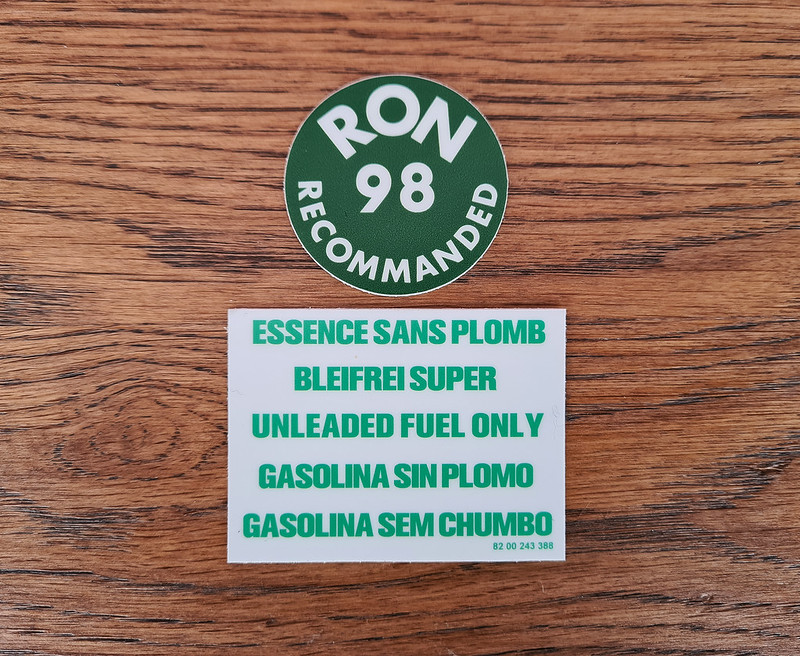 RON
98
RECOMMANDED
ESSENCE SANS PLOMB
BLEIFREI SUPER
UNLEADED FUEL ONLY
GASOLINA SIN PLOMO
GASOLINA SEM CHUMBO
82 00 243 388